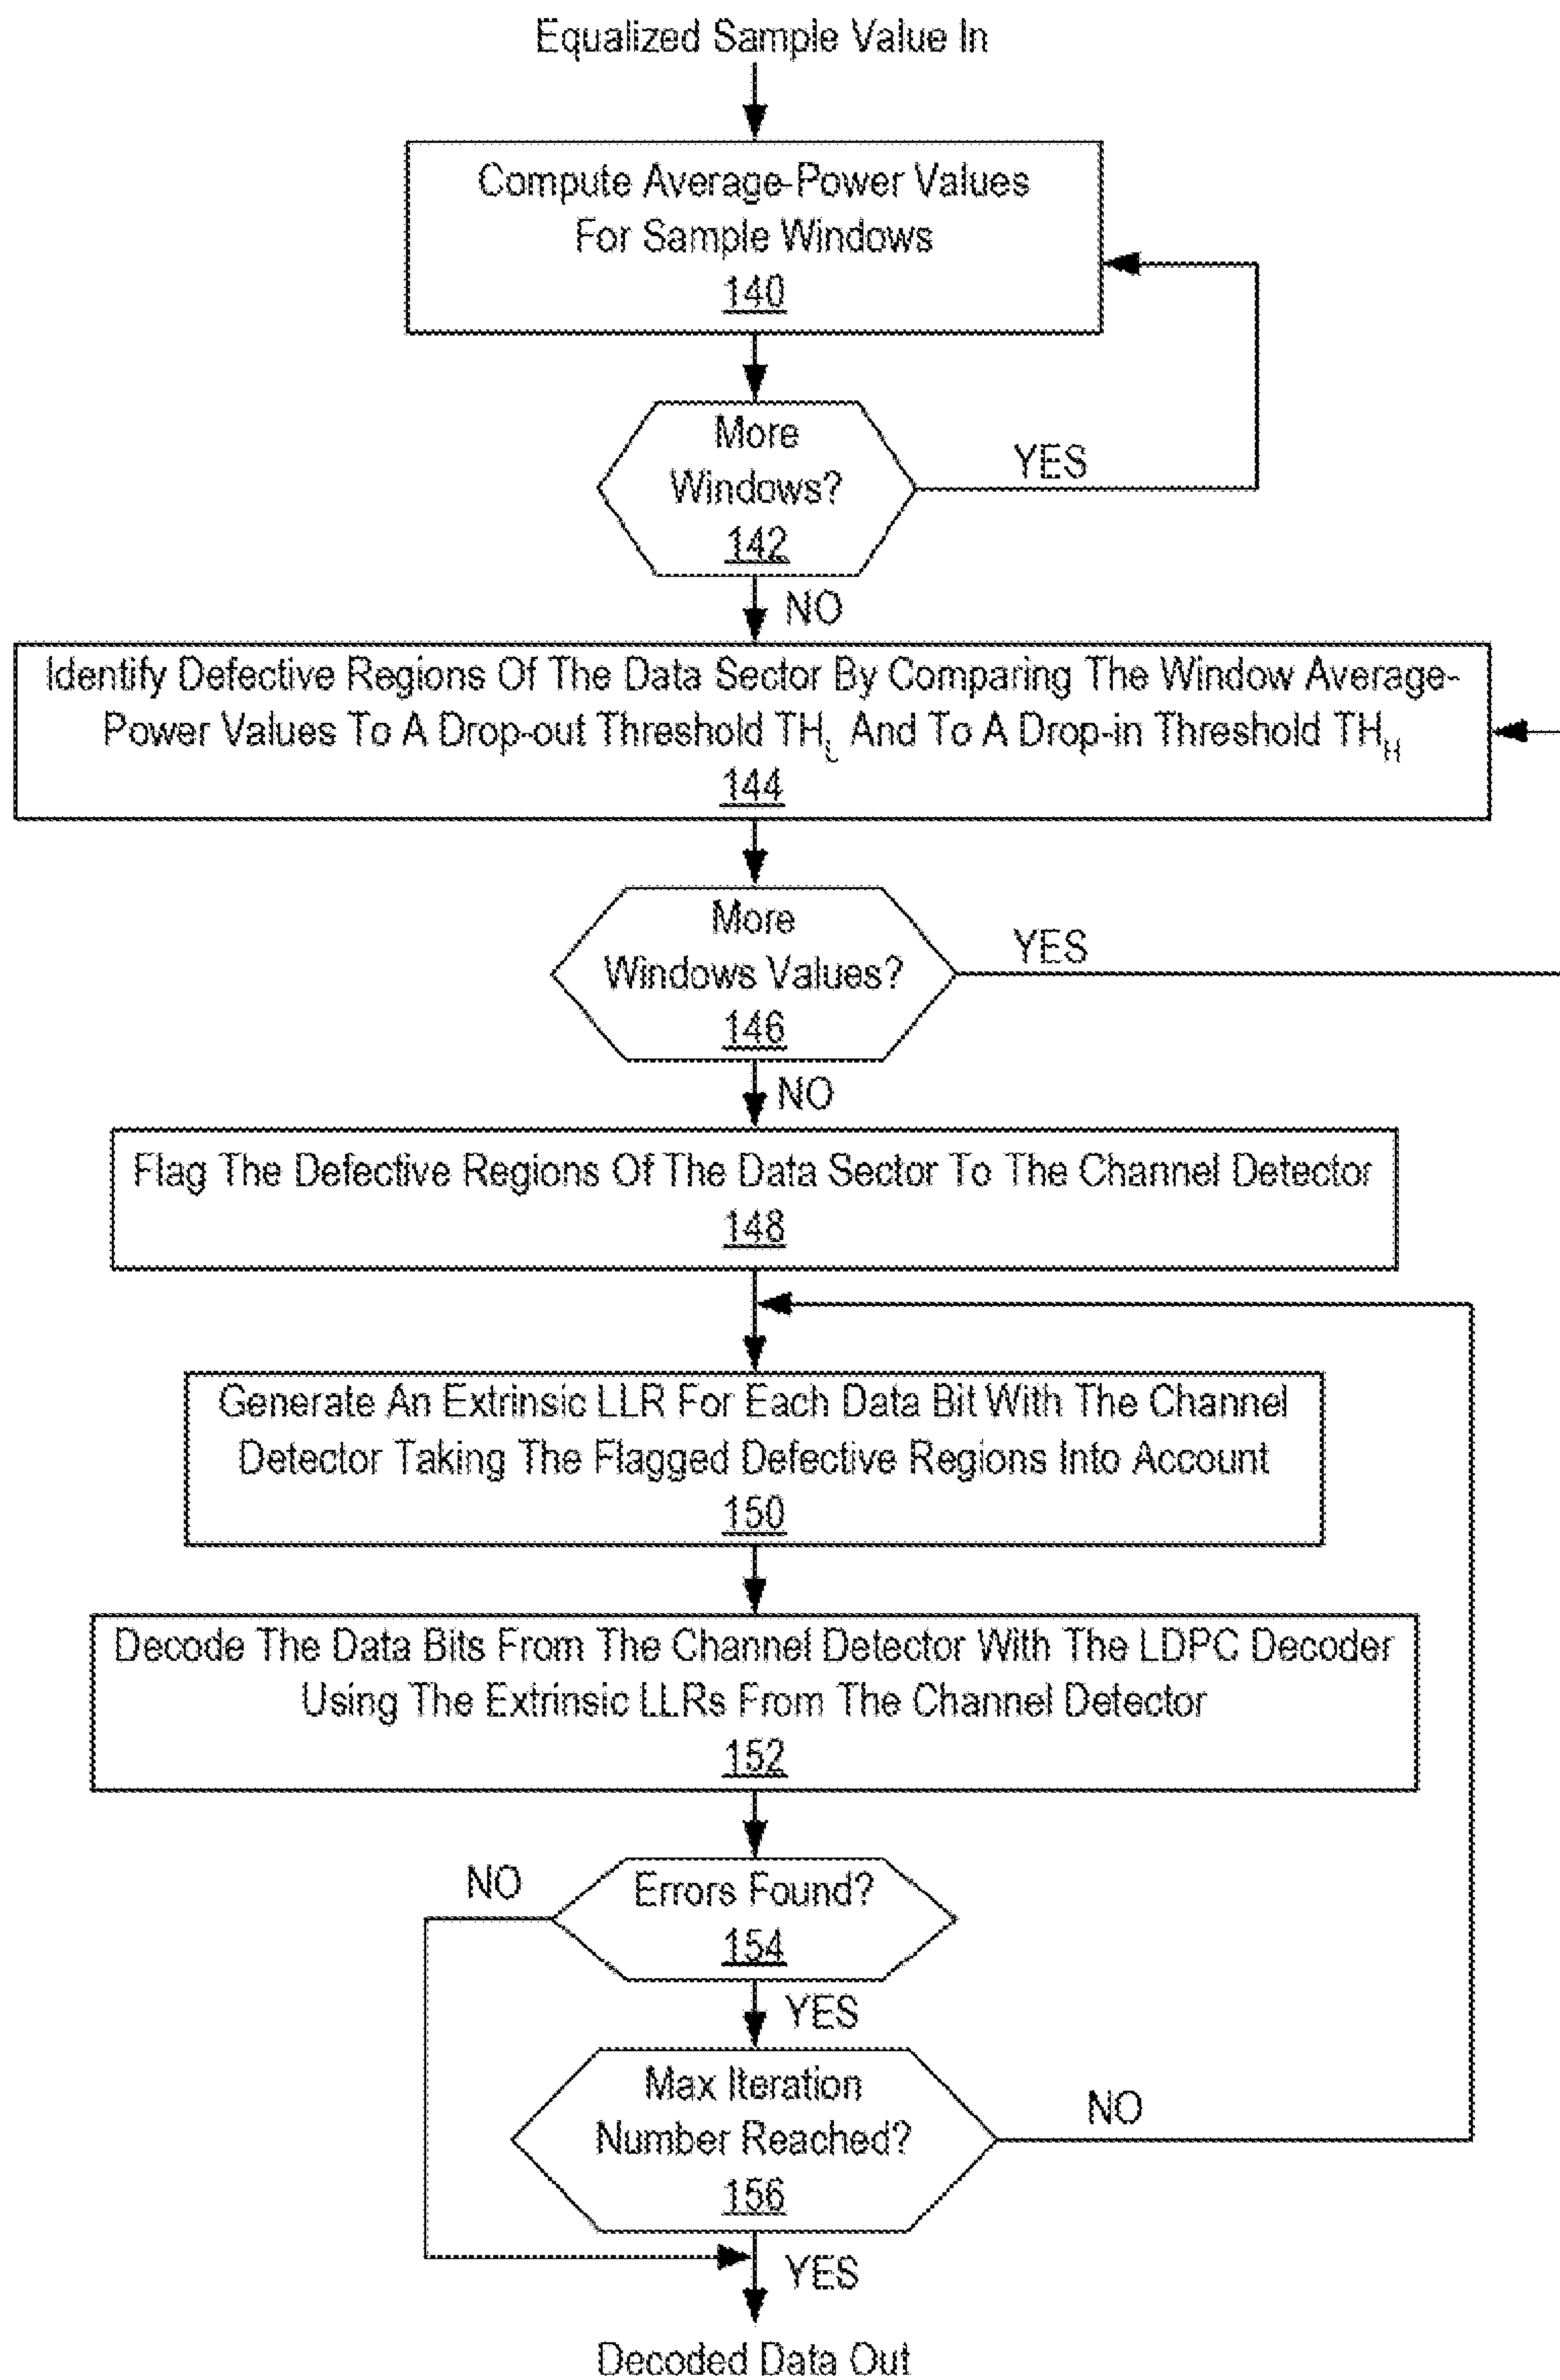 Equalized Sample Value In
Compute Average-Power Values
For Sample Windows
140
More
Windows?
142
YES
NO
Identify Defective Regions Of The Data Sector By Comparing The Window Average-
Power Values To A Drop-out Threshold TH_L And To A Drop-in Threshold TH_H
144
More
Windows Values?
146
YES
NO
Flag The Defective Regions Of The Data Sector To The Channel Detector
148
Generate An Extrinsic LLR For Each Data Bit With The Channel
Detector Taking The Flagged Defective Regions Into Account
150
Decode The Data Bits From The Channel Detector With The LDPC Decoder
Using The Extrinsic LLRs From The Channel Detector
152
NO
Errors Found?
154
YES
Max Iteration
Number Reached?
156
NO
YES
Decoded Data Out